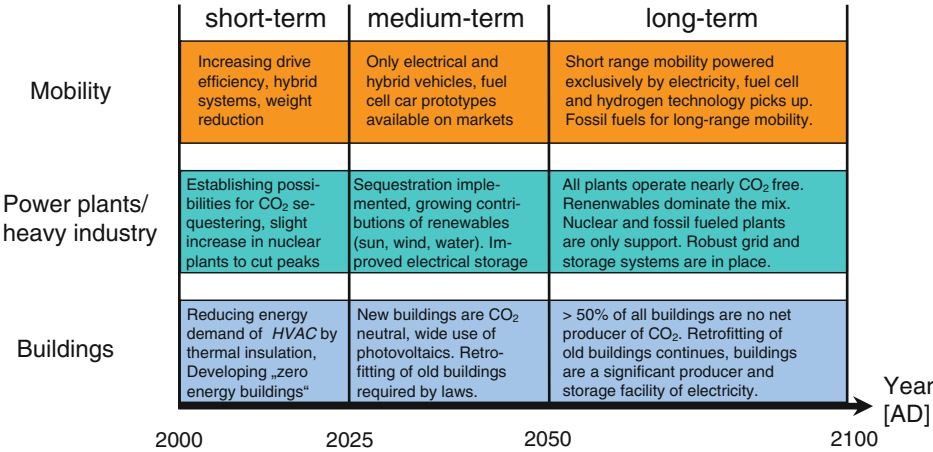 short-term
medium-term
long-term
Mobility
Increasing drive
efficiency, hybrid
systems, weight
reduction
Only electrical and
hybrid vehicles, fuel
cell car prototypes
available on markets
Short range mobility powered
exclusively by electricity, fuel cell
and hydrogen technology picks up.
Fossil fuels for long-range mobility.
Power plants/
heavy industry
Establishing possi-
bilities for CO₂ se-
questering, slight
increase in nuclear
plants to cut peaks
Sequestration imple-
mented, growing contri-
butions of renewables
(sun, wind, water). Im-
proved electrical storage
All plants operate nearly CO₂ free.
Renenwables dominate the mix.
Nuclear and fossil fueled plants
are only support. Robust grid and
storage systems are in place.
Buildings
Reducing energy
demand of HVAC by
thermal insulation,
Developing „zero
energy buildings“
New buildings are CO₂
neutral, wide use of
photovoltaics. Retro-
fitting of old buildings
required by laws.
> 50% of all buildings are no net
producer of CO₂. Retrofitting of
old buildings continues, buildings
are a significant producer and
storage facility of electricity.
Year
[AD]
2000
2025
2050
2100